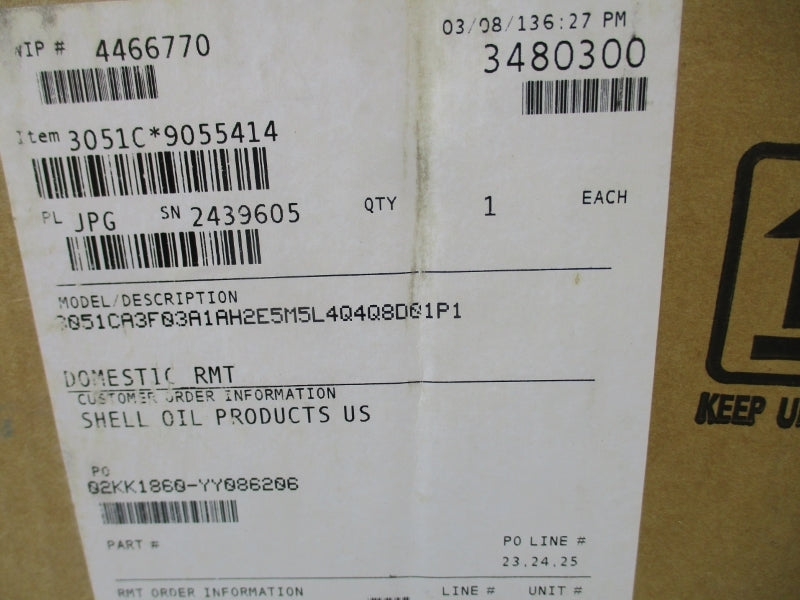 WIP # 4466770
03/08/136:27 PM
3480300
Item 3051C*9055414
PL JPG SN 2439605 QTY 1 EACH
MODEL/DESCRIPTION
3051CA3F03A1AH2E5M5L4Q4Q8D01P1
DOMESTIC RMT
CUSTOMER ORDER INFORMATION
SHELL OIL PRODUCTS US
PO
02KK1860-YY086206
PART #
PO LINE #
23.24.25
RMT ORDER INFORMATION LINE # UNIT #
KEEP